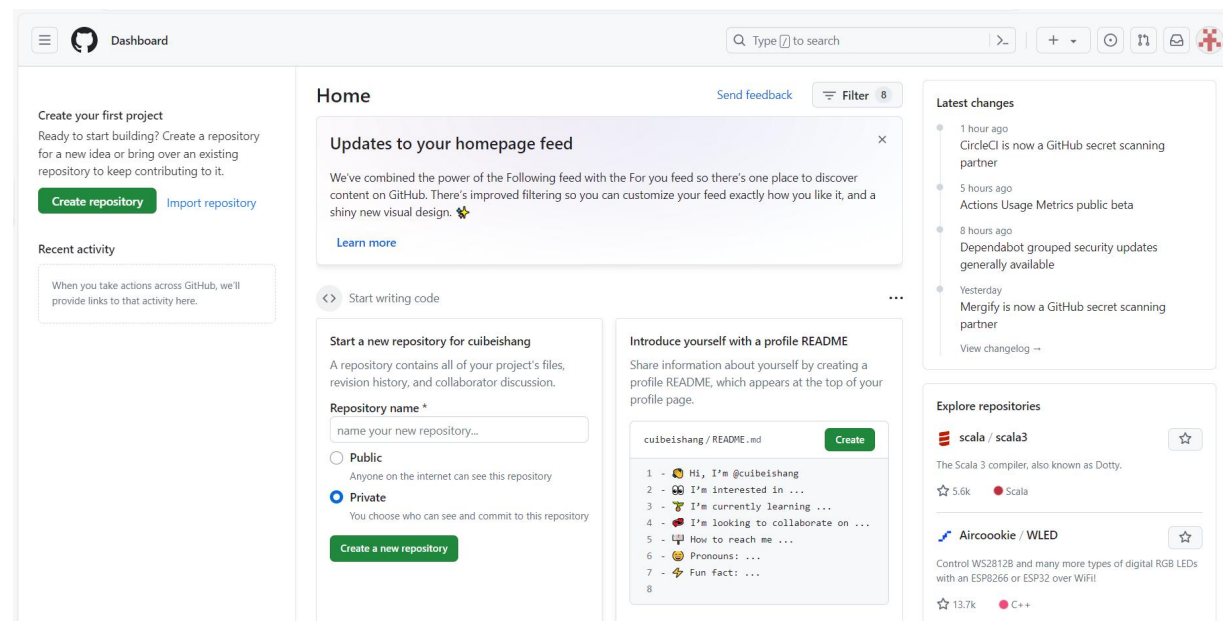 Dashboard
Type / to search
Create your first project
Ready to start building? Create a repository
for a new idea or bring over an existing
repository to keep contributing to it.
Create repository
Import repository
Recent activity
When you take actions across GitHub, we'll
provide links to that activity here.
Home
Send feedback
Filter 8
Updates to your homepage feed
We've combined the power of the Following feed with the For you feed so there's one place to discover
content on GitHub. There's improved filtering so you can customize your feed exactly how you like it, and a
shiny new visual design. ✨
Learn more
Start writing code
Start a new repository for cuibeishang
A repository contains all of your project's files,
revision history, and collaborator discussion.
Repository name *
name your new repository...
Public
Anyone on the internet can see this repository
Private
You choose who can see and commit to this repository
Create a new repository
Introduce yourself with a profile README
Share information about yourself by creating a
profile README, which appears at the top of your
profile page.
cuibeishang / README.md
Create
1 - 👋 Hi, I'm @cuibeishang
2 - 👀 I'm interested in ...
3 - 🌱 I'm currently learning ...
4 - 💞️ I'm looking to collaborate on ...
5 - 📫 How to reach me ...
6 - 😄 Pronouns: ...
7 - ⚡ Fun fact: ...
8
Latest changes
1 hour ago
CircleCI is now a GitHub secret scanning
partner
5 hours ago
Actions Usage Metrics public beta
8 hours ago
Dependabot grouped security updates
generally available
Yesterday
Mergify is now a GitHub secret scanning
partner
View changelog →
Explore repositories
scala / scala3
The Scala 3 compiler, also known as Dotty.
5.6k
Scala
Aircoookie / WLED
Control WS2812B and many more types of digital RGB LEDs
with an ESP8266 or ESP32 over WiFi!
13.7k
C++